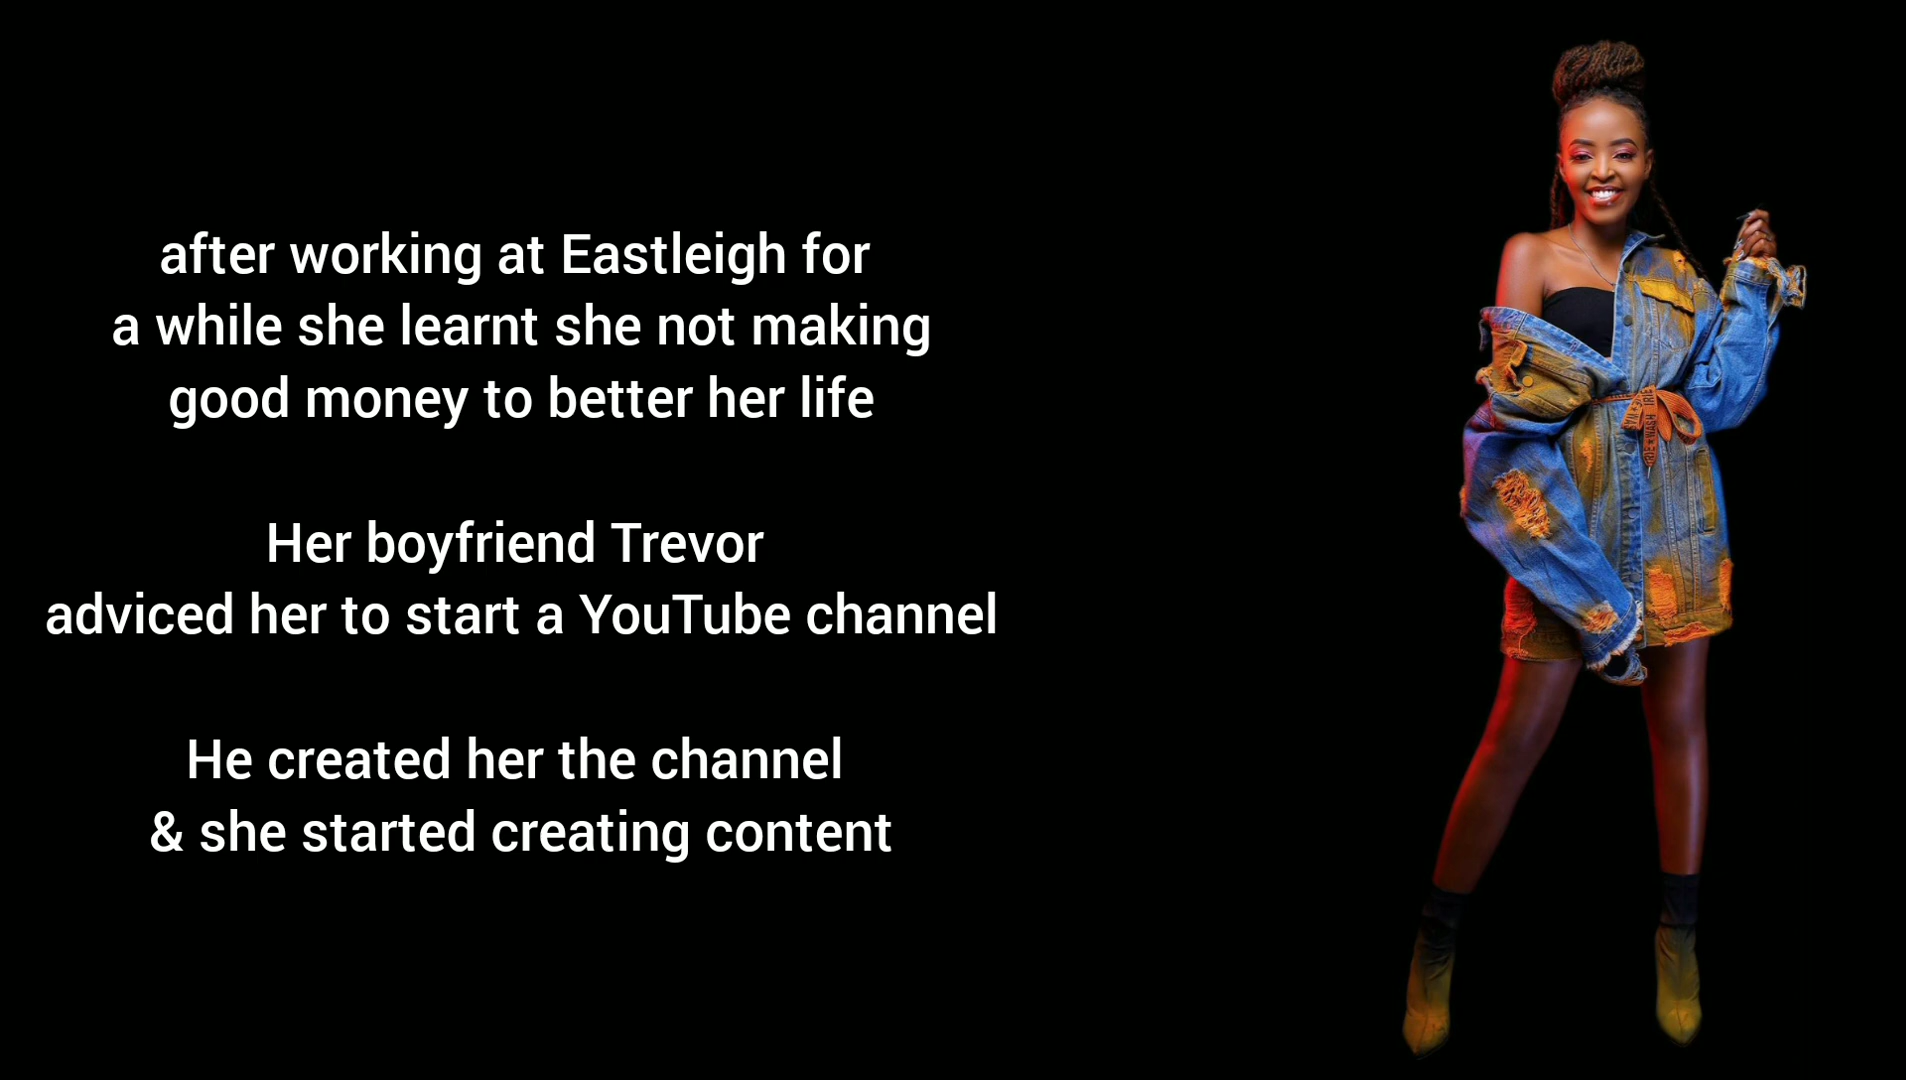 after working at Eastleigh for
a while she learnt she not making
good money to better her life
Her boyfriend Trevor
adviced her to start a YouTube channel
He created her the channel
& she started creating content